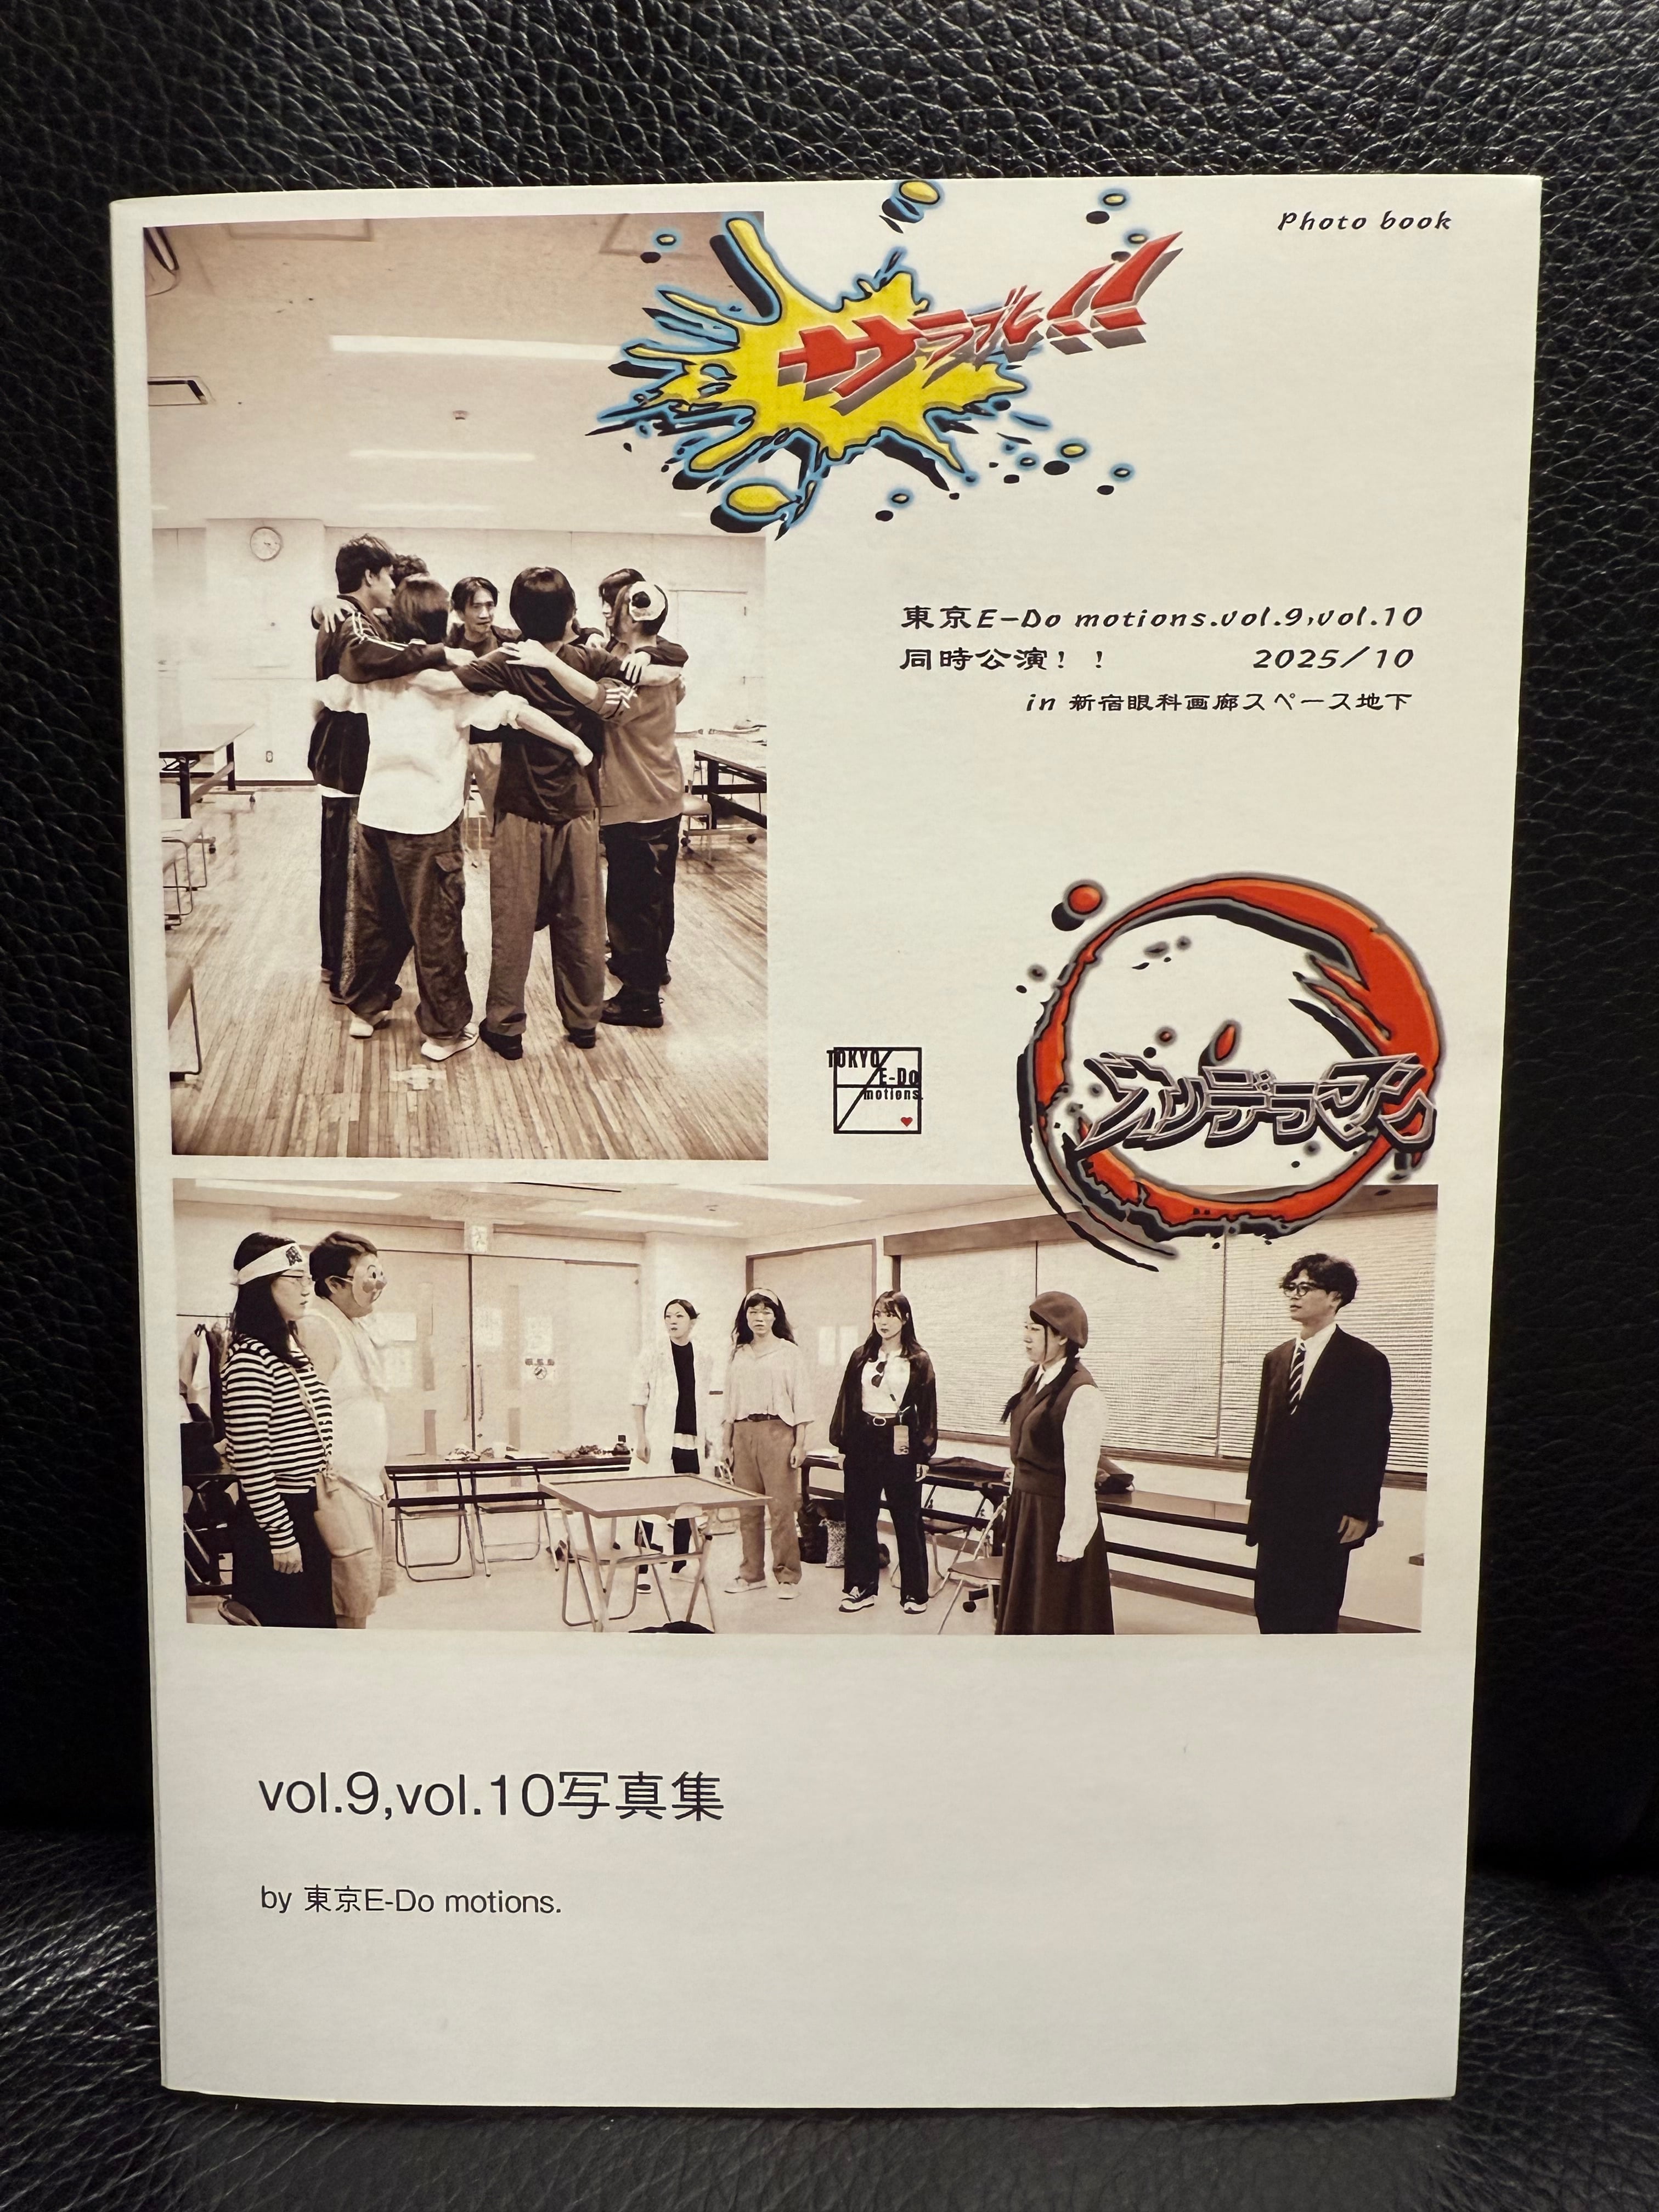 Photo book
サラブレ!!
東京E-Do motions.vol.9,vol.10
同時公演！！ 2025/10
in 新宿眼科画廊スペース地下
TOKYO
E-Do
motions.
オリデラマン
vol.9,vol.10写真集
by 東京E-Do motions.